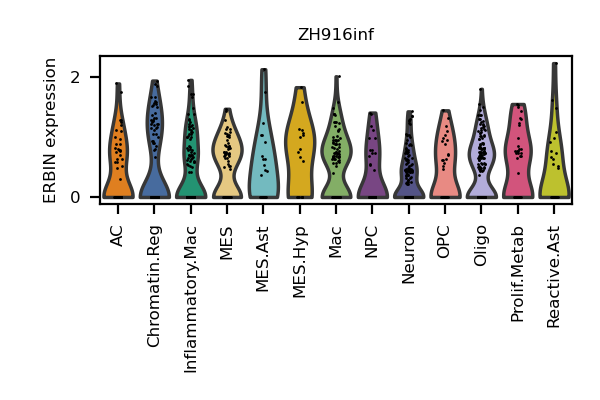 ZH916inf
ERBIN expression
2
0
AC
Chromatin.Reg
Inflammatory.Mac
MES
MES.Ast
MES.Hyp
Mac
NPC
Neuron
OPC
Oligo
Prolif.Metab
Reactive.Ast